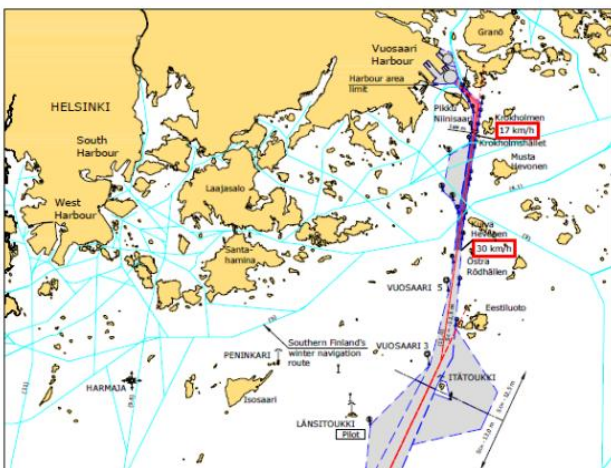 Granö
Vuosaari
Harbour
Harbour area
limit
HELSINKI
Pikku
Niinisaari
Krokholmen
17 km/h
Krokholmshället
South
Harbour
Musta
Hevonen
West
Harbour
Laajasalo
Kuiva
Hevonen
30 km/h
Santa-
hamina
Östra
Rödhällen
VUOSAARI 5
Eestiluoto
Southern Finland's
winter navigation
route
VUOSAARI 3
PENINKARI
ITÄTOUKKI
HARMAJA
Isosaari
LÄNSITOUKKI
Pilot